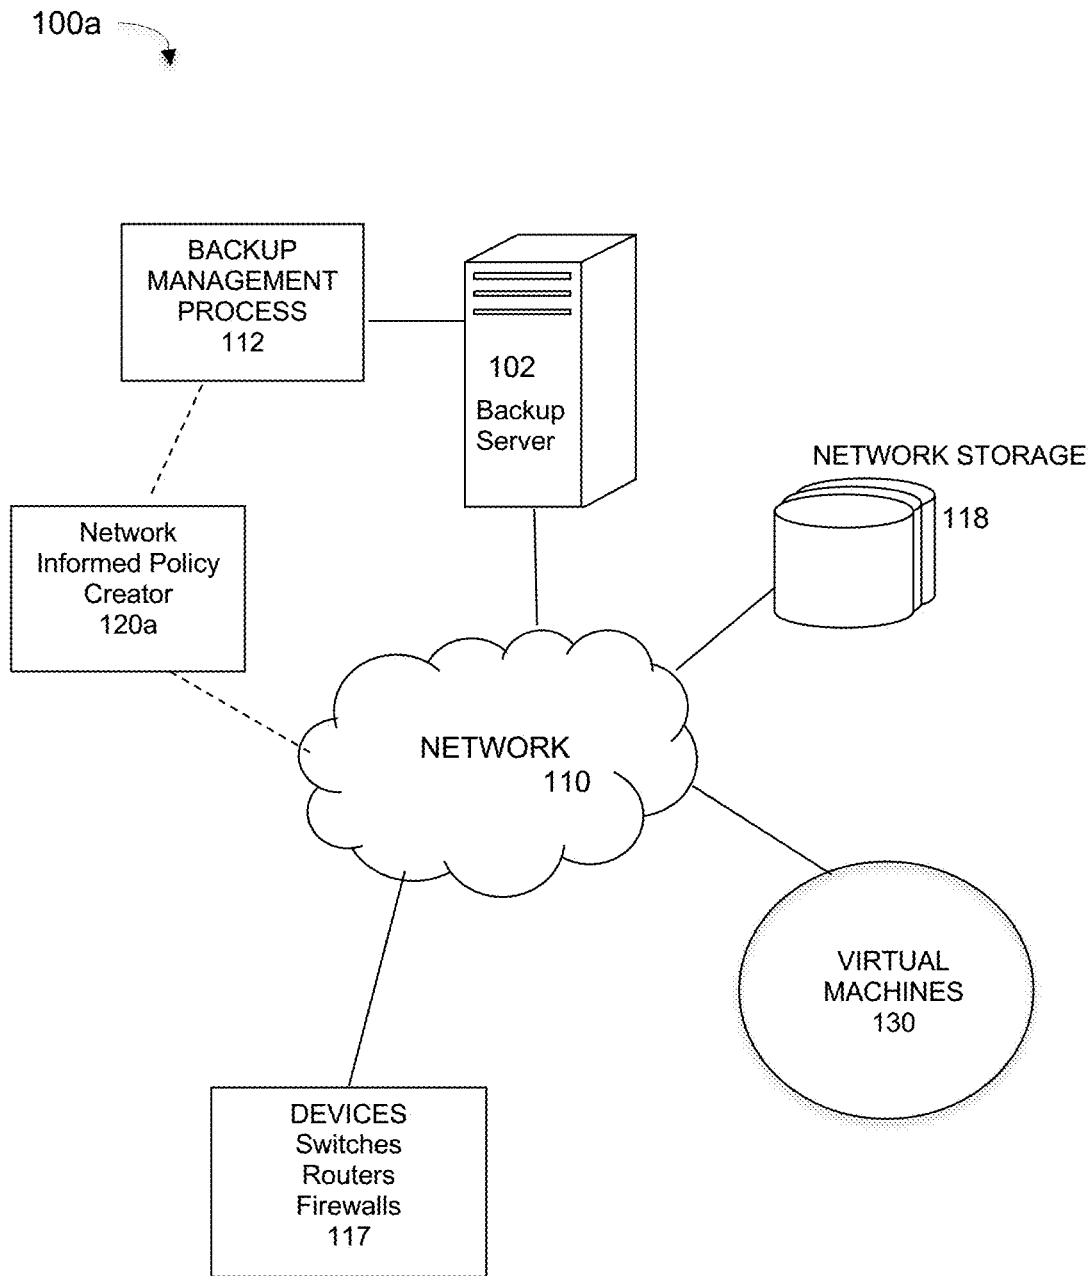 100a
BACKUP
MANAGEMENT
PROCESS
112
102
Backup
Server
NETWORK STORAGE
118
Network
Informed Policy
Creator
120a
NETWORK
110
VIRTUAL
MACHINES
130
DEVICES
Switches
Routers
Firewalls
117